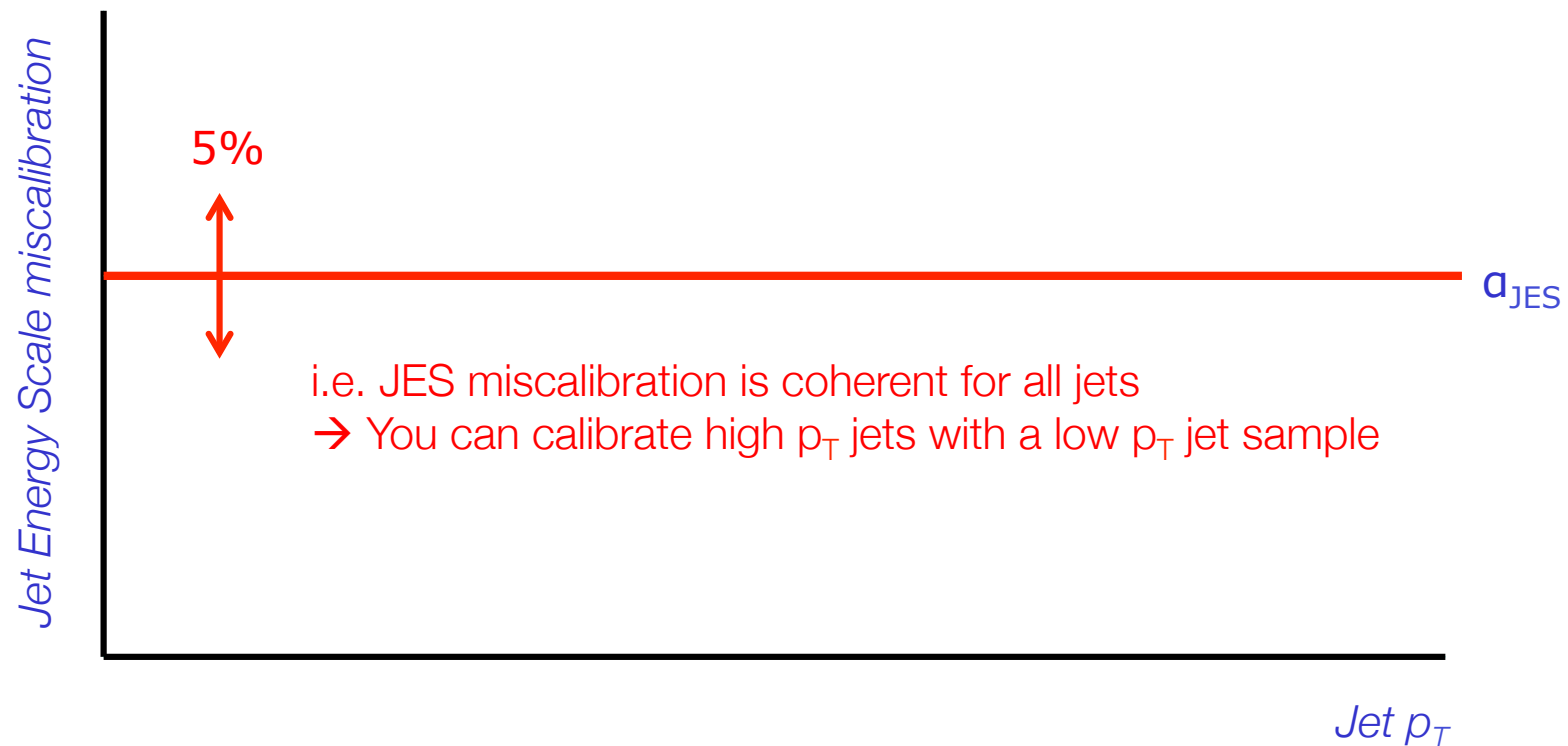 Jet Energy Scale miscalibration
5%
α_JES
i.e. JES miscalibration is coherent for all jets
→ You can calibrate high p_T jets with a low p_T jet sample
Jet p_T